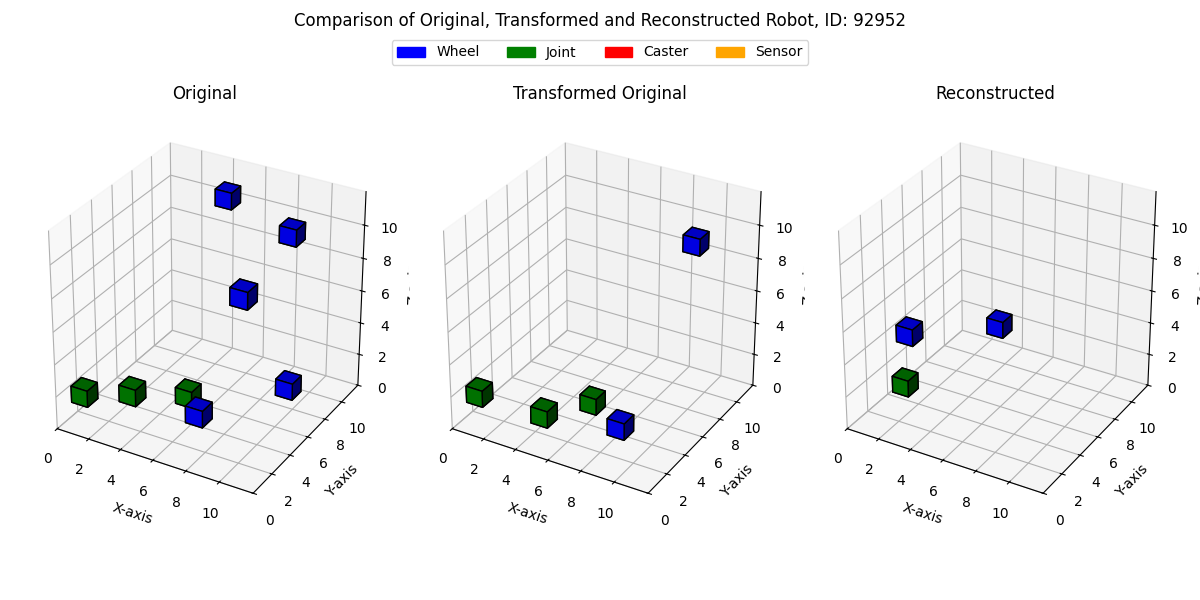 Comparison of Original, Transformed and Reconstructed Robot, ID: 92952
Wheel Joint Caster Sensor
Original
Transformed Original
Reconstructed
0 2 4 6 8 10
X-axis
0 2 4 6 8 10
Y-axis
0 2 4 6 8 10
0 2 4 6 8 10
X-axis
0 2 4 6 8 10
Y-axis
0 2 4 6 8 10
0 2 4 6 8 10
X-axis
0 2 4 6 8 10
Y-axis
0 2 4 6 8 10